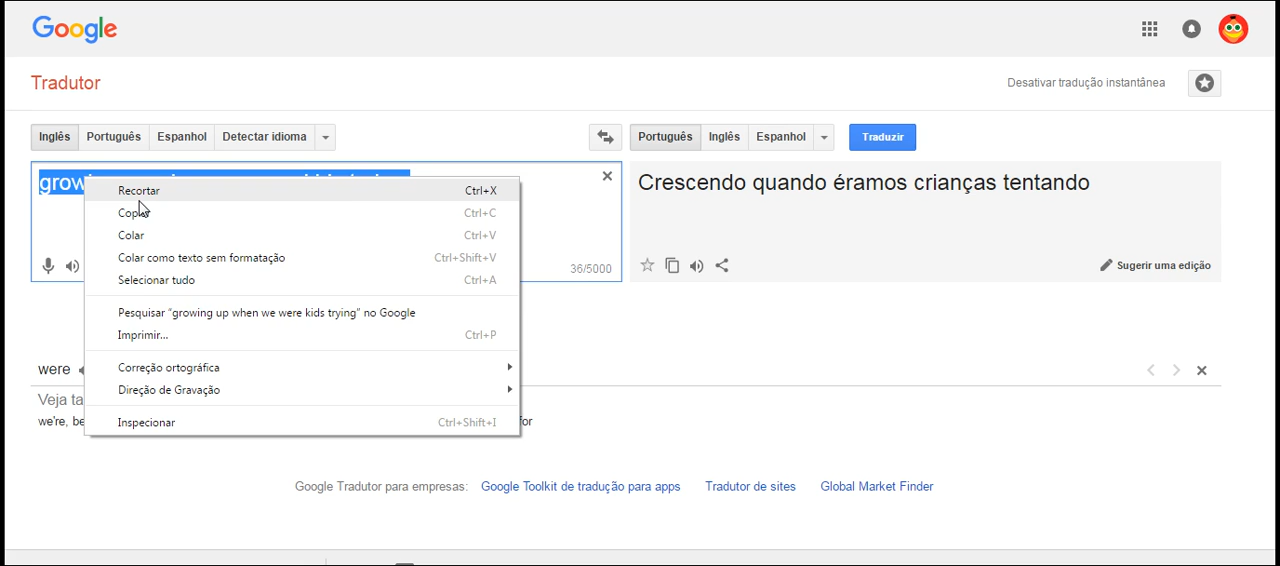 Google
Tradutor
Desativar tradução instantânea
Inglês Português Espanhol Detectar idioma
Português Inglês Espanhol Traduzir
Crescendo quando éramos crianças tentando
36/5000
Sugerir uma edição
Recortar Ctrl+X
Ctrl+C
Colar Ctrl+V
Colar como texto sem formatação Ctrl+Shift+V
Selecionar tudo Ctrl+A
Pesquisar "growing up when we were kids trying" no Google
Imprimir... Ctrl+P
Correção ortográfica
Direção de Gravação
Inspecionar Ctrl+Shift+I
were
Veja
we're,
for
Google Tradutor para empresas: Google Toolkit de tradução para apps Tradutor de sites Global Market Finder